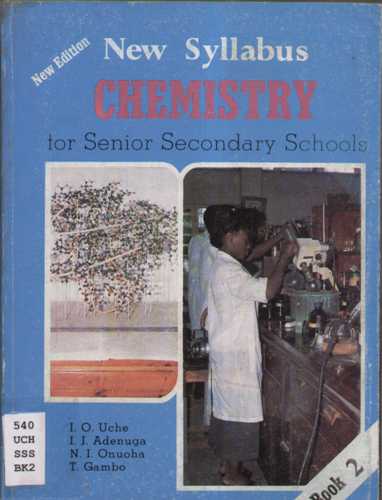 New Edition
New Syllabus
CHEMISTRY
for Senior Secondary Schools
I. O. Uche
I. J. Adenuga
N. I. Onuoha
T. Gambo
540
UCH
SSS
BK2
Book 2